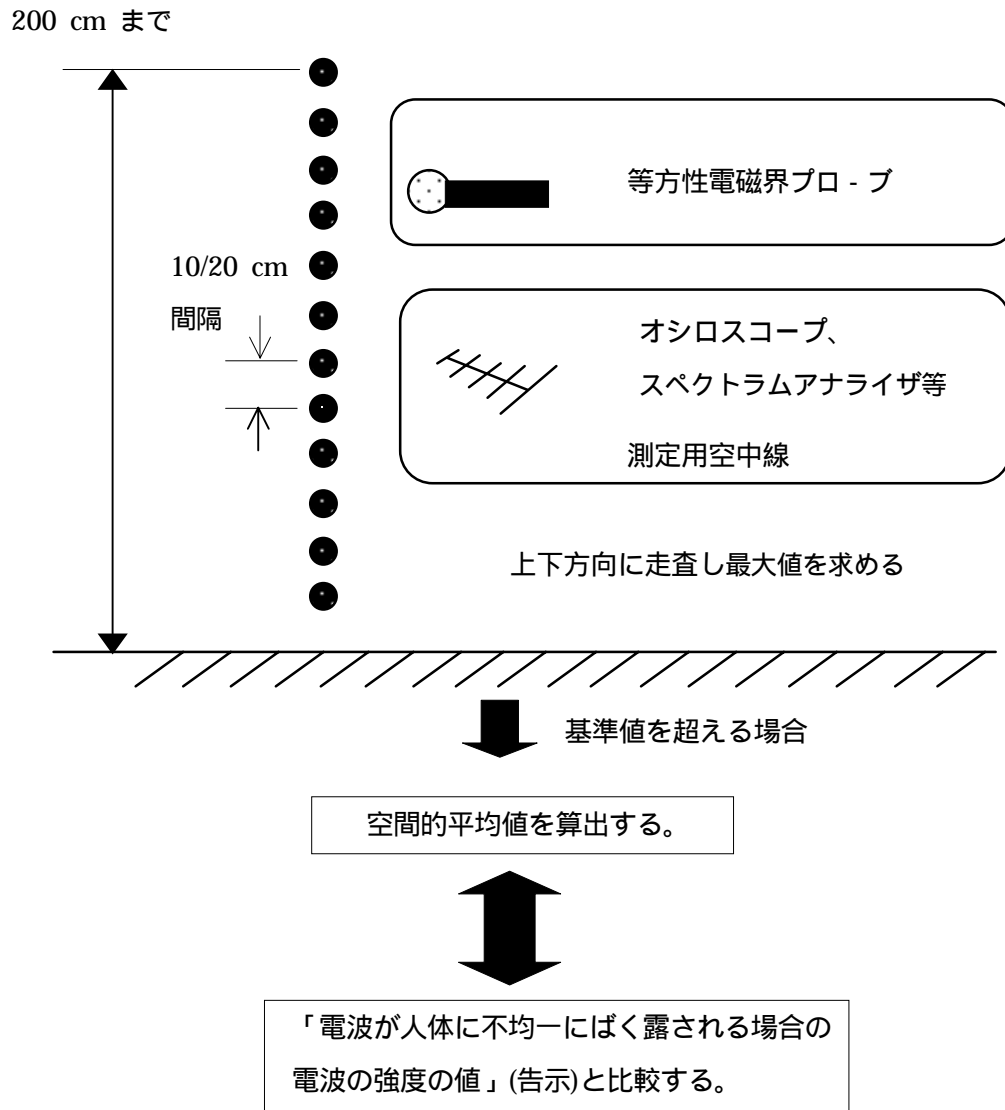 200 cm まで
等方性電磁界プロ - ブ
10/20 cm
間隔
オシロスコープ、
スペクトラムアナライザ等
測定用空中線
上下方向に走査し最大値を求める
基準値を超える場合
空間的平均値を算出する。
「電波が人体に不均一にばく露される場合の
電波の強度の値」(告示)と比較する。